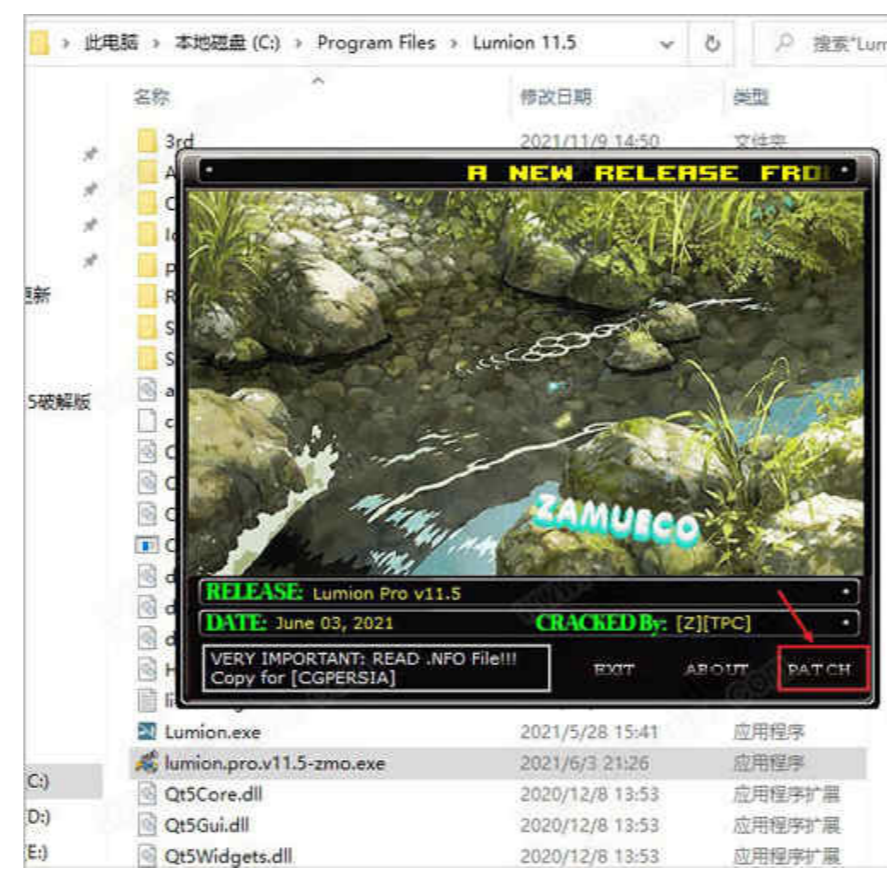 此电脑 › 本地磁盘 (C:) › Program Files › Lumion 11.5
搜索"Lum
名称 修改日期 类型
3rd 2021/11/9 14:50 文件夹
A NEW RELEASE FRO
更新
5破解版
ZAMUECO
RELEASE: Lumion Pro v11.5
DATE: June 03, 2021 CRACKED By: [Z][TPC]
VERY IMPORTANT: READ .NFO File!!!
Copy for [CGPERSIA]
EXIT ABOUT PATCH
Lumion.exe 2021/5/28 15:41 应用程序
lumion.pro.v11.5-zmo.exe 2021/6/3 21:26 应用程序
C:) Qt5Core.dll 2020/12/8 13:53 应用程序扩展
D:) Qt5Gui.dll 2020/12/8 13:53 应用程序扩展
E:) Qt5Widgets.dll 2020/12/8 13:53 应用程序扩展